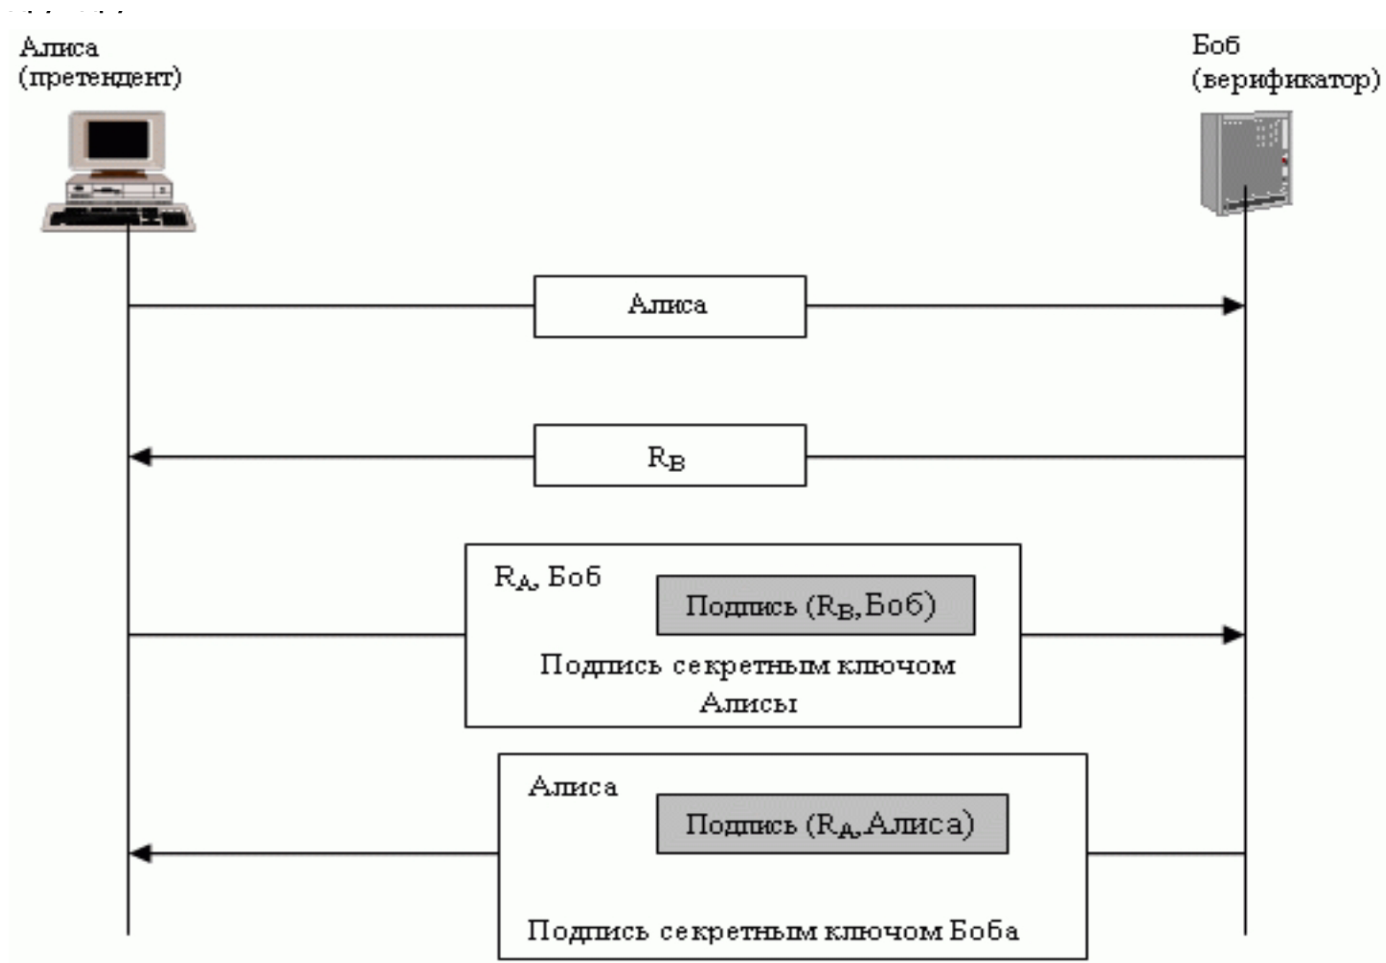 Алиса
(претендент)
Боб
(верификатор)
Алиса
RB
RA, Боб
Подпись (RB,Боб)
Подпись секретным ключом
Алисы
Алиса
Подпись (RA,Алиса)
Подпись секретным ключом Боба